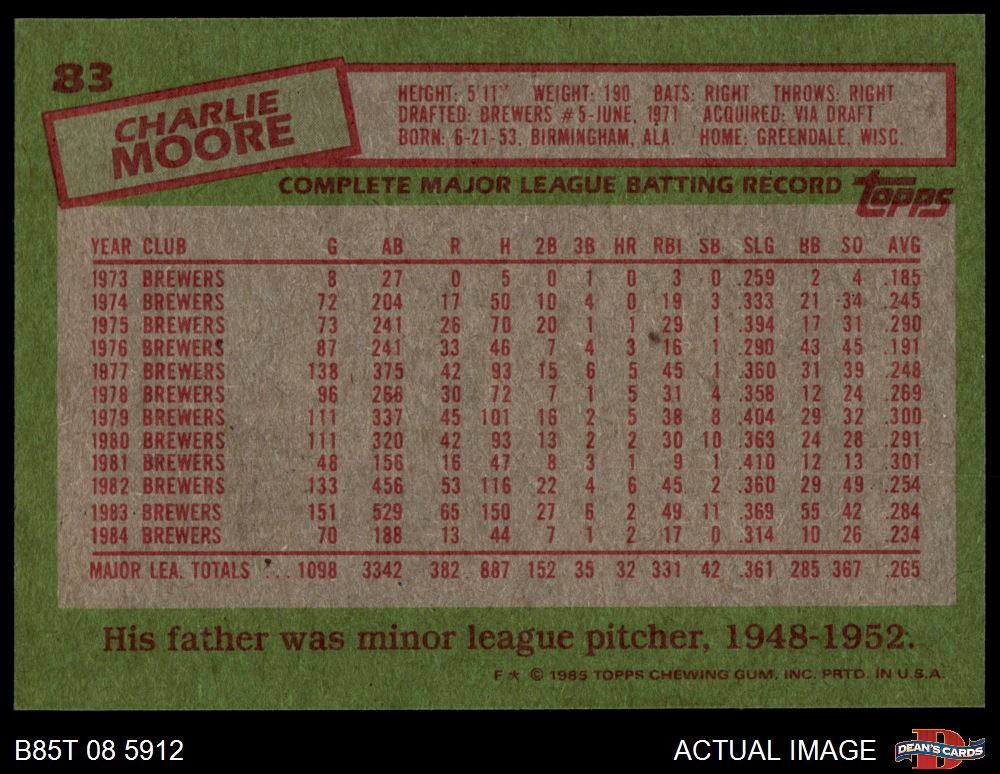 83
CHARLIE
MOORE
HEIGHT: 5'11" WEIGHT: 190 BATS: RIGHT THROWS: RIGHT
DRAFTED: BREWERS #5-JUNE, 1971 ACQUIRED: VIA DRAFT
BORN: 6-21-53, BIRMINGHAM, ALA. HOME: GREENDALE, WISC.
COMPLETE MAJOR LEAGUE BATTING RECORD topps
YEAR CLUB G AB R H 2B 3B HR RBI SB SLG BB SO AVG
1973 BREWERS 8 27 0 5 0 1 0 3 0 .259 2 4 .185
1974 BREWERS 72 204 17 50 10 4 0 19 3 .333 21 34 .245
1975 BREWERS 73 241 26 70 20 1 1 29 1 .394 17 31 .290
1976 BREWERS 87 241 33 46 7 4 3 16 1 .290 43 45 .191
1977 BREWERS 138 375 42 93 15 6 5 45 1 .360 31 39 .248
1978 BREWERS 96 268 30 72 7 1 5 31 4 .358 12 24 .269
1979 BREWERS 111 337 45 101 16 2 5 38 8 .404 29 32 .300
1980 BREWERS 111 320 42 93 13 2 2 30 10 .363 24 28 .291
1981 BREWERS 48 156 16 47 8 3 1 9 1 .410 12 13 .301
1982 BREWERS 133 456 53 116 22 4 6 45 2 .360 29 49 .254
1983 BREWERS 151 529 65 150 27 6 2 49 11 .369 55 42 .284
1984 BREWERS 70 188 13 44 7 1 2 17 0 .314 10 26 .234
MAJOR LEA. TOTALS ... 1098 3342 382 887 152 35 32 331 42 .361 285 367 .265
His father was minor league pitcher, 1948-1952.
F ★ © 1985 TOPPS CHEWING GUM, INC. PRTD. IN U.S.A.
B85T 08 5912 ACTUAL IMAGE DEAN'S CARDS